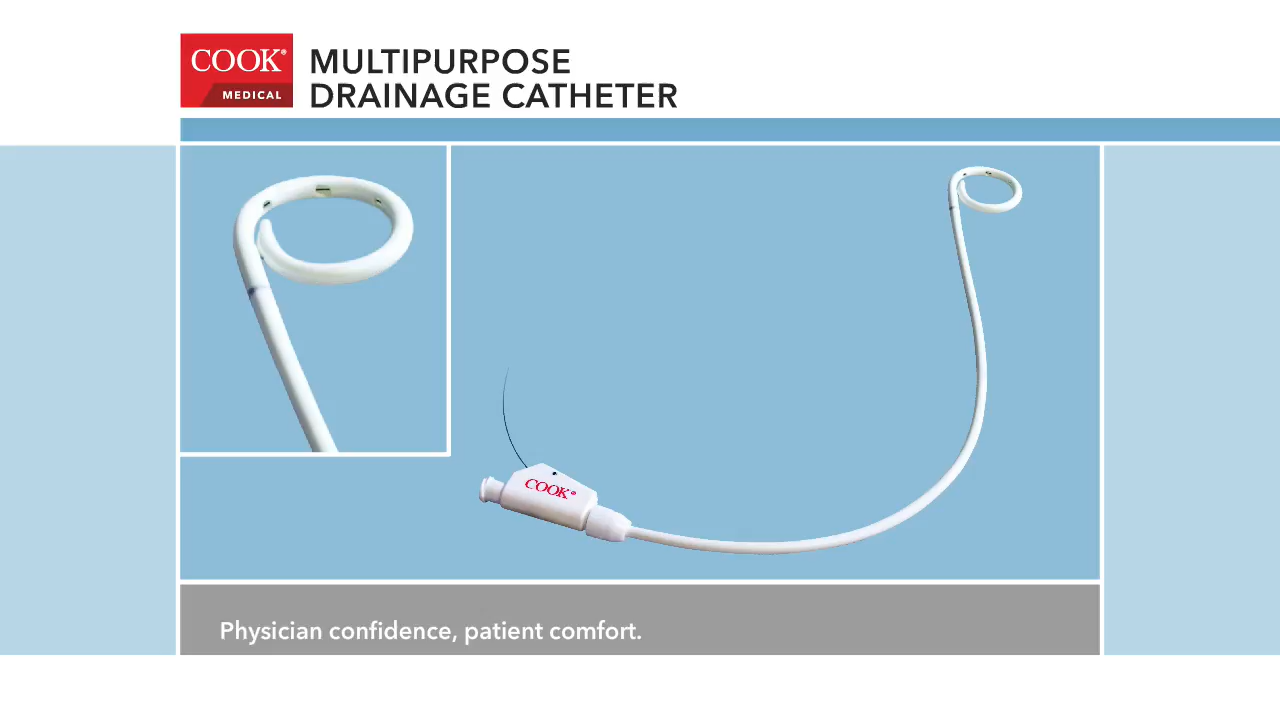 COOK®
MEDICAL
MULTIPURPOSE
DRAINAGE CATHETER
COOK®
Physician confidence, patient comfort.